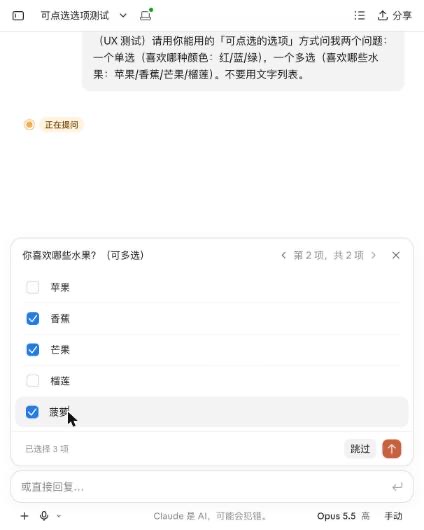 可点选选项测试
分享
（UX 测试）请用你能用的「可点选的选项」方式问我两个问题：
一个单选（喜欢哪种颜色：红/蓝/绿），一个多选（喜欢哪些水
果：苹果/香蕉/芒果/榴莲）。不要用文字列表。
正在提问
你喜欢哪些水果？（可多选）
第 2 项，共 2 项
苹果
香蕉
芒果
榴莲
菠萝
已选择 3 项
跳过
或直接回复...
Claude 是 AI，可能会犯错。
Opus 5.5 高
手动